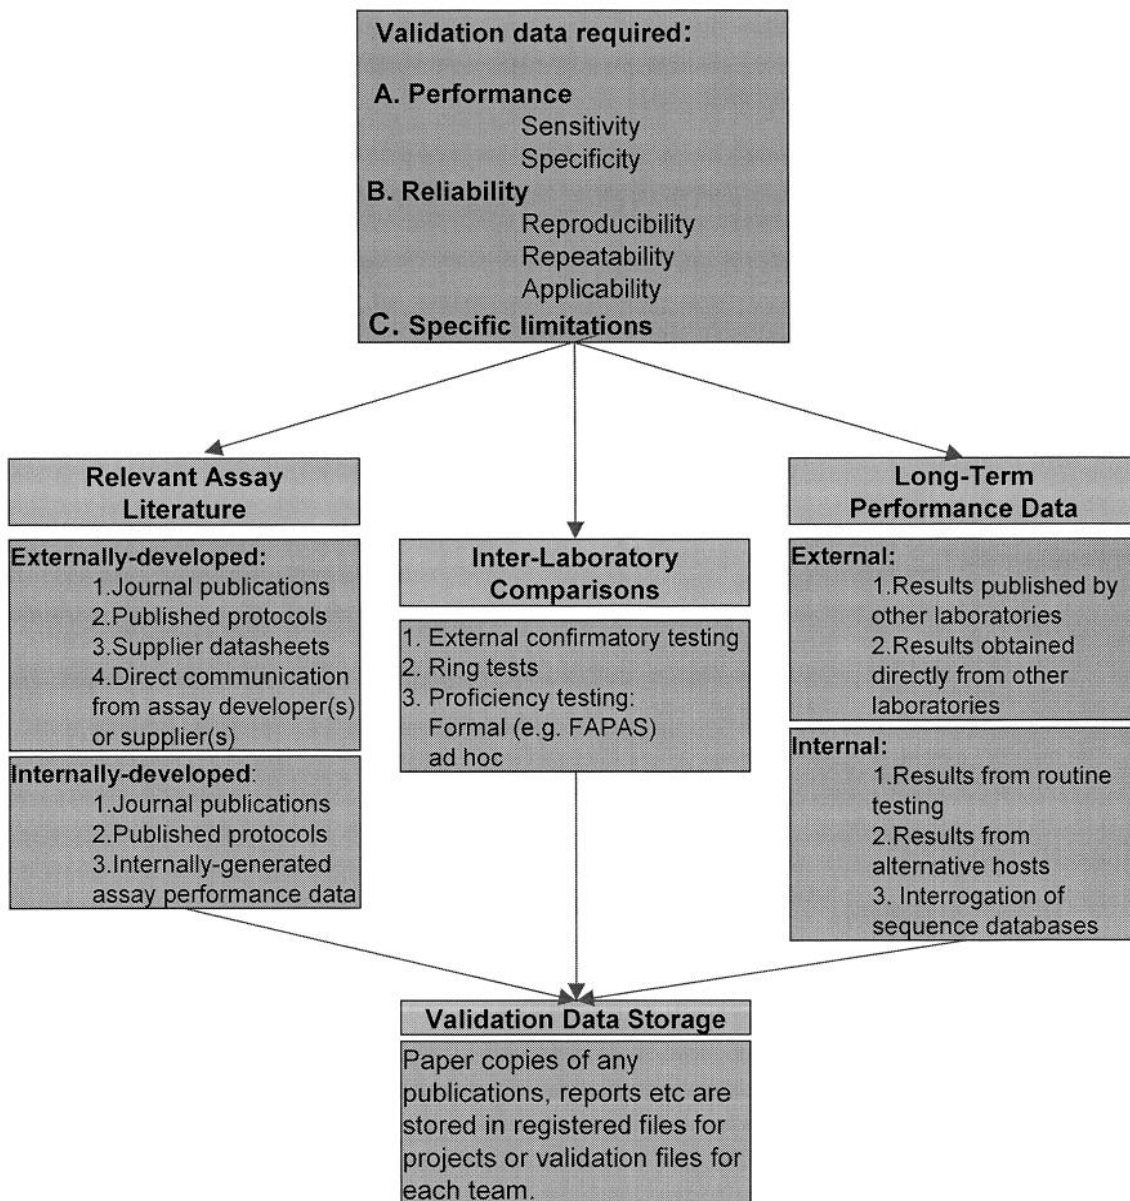 Validation data required:
A. Performance
Sensitivity
Specificity
B. Reliability
Reproducibility
Repeatability
Applicability
C. Specific limitations
Relevant Assay
Literature
Externally-developed:
1.Journal publications
2.Published protocols
3.Supplier datasheets
4.Direct communication
from assay developer(s)
or supplier(s)
Internally-developed:
1.Journal publications
2.Published protocols
3.Internally-generated
assay performance data
Inter-Laboratory
Comparisons
1. External confirmatory testing
2. Ring tests
3. Proficiency testing:
Formal (e.g. FAPAS)
ad hoc
Long-Term
Performance Data
External:
1.Results published by
other laboratories
2.Results obtained
directly from other
laboratories
Internal:
1.Results from routine
testing
2.Results from
alternative hosts
3. Interrogation of
sequence databases
Validation Data Storage
Paper copies of any
publications, reports etc are
stored in registered files for
projects or validation files for
each team.